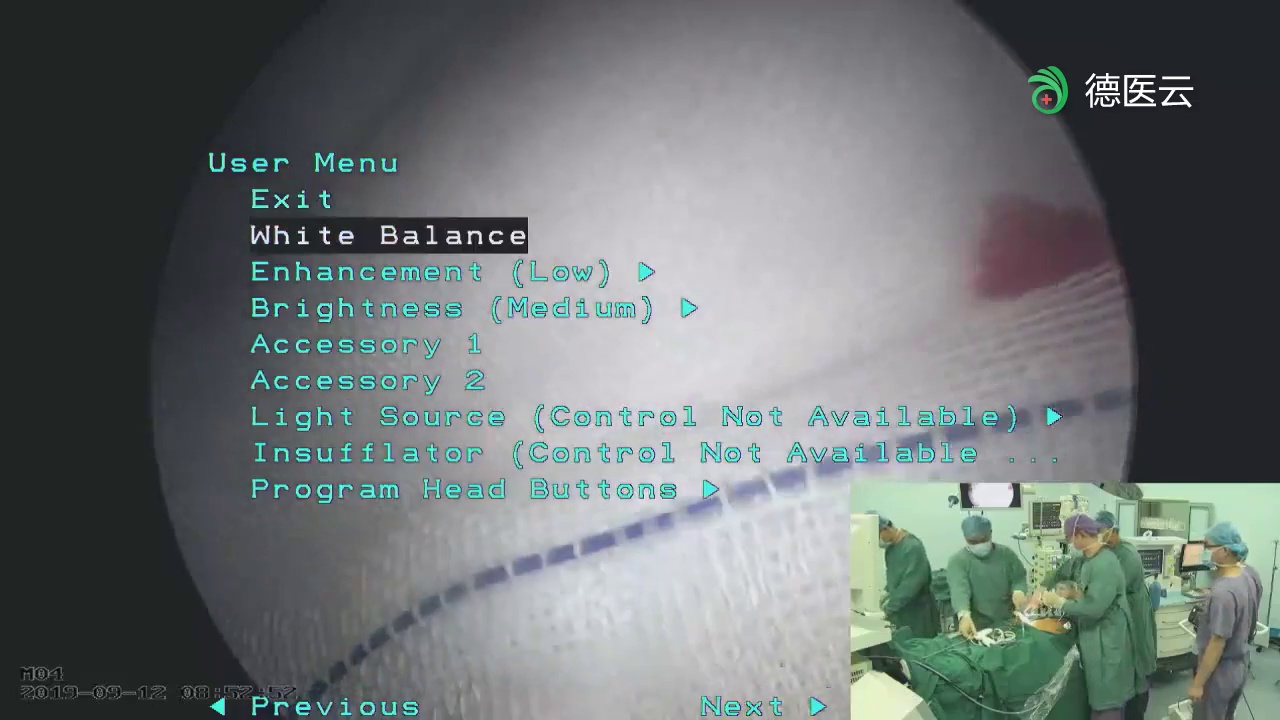 德医云
User Menu
Exit
White Balance
Enhancement (Low) ▶
Brightness (Medium) ▶
Accessory 1
Accessory 2
Light Source (Control Not Available) ▶
Insufflator (Control Not Available ...
Program Head Buttons ▶
M04
2019-09-12 08:52:52
◀ Previous
Next ▶